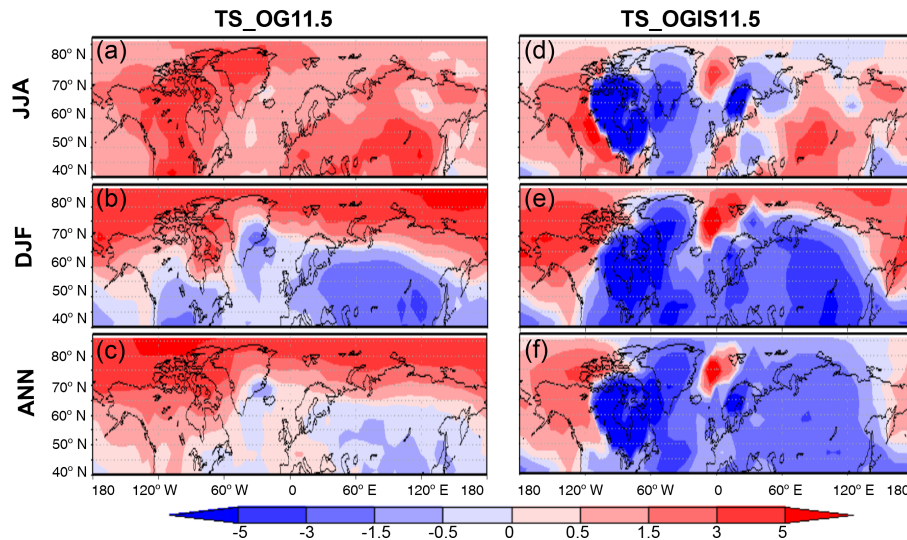 TS_OG11.5 TS_OGIS11.5
JJA
(a) (d)
80° N
70° N
60° N
50° N
40° N
DJF
(b) (e)
80° N
70° N
60° N
50° N
40° N
ANN
(c) (f)
80° N
70° N
60° N
50° N
40° N
180 120° W 60° W 0 60° E 120° E 180 120° W 60° W 0 60° E 120° E 180
-5 -3 -1.5 -0.5 0 0.5 1.5 3 5